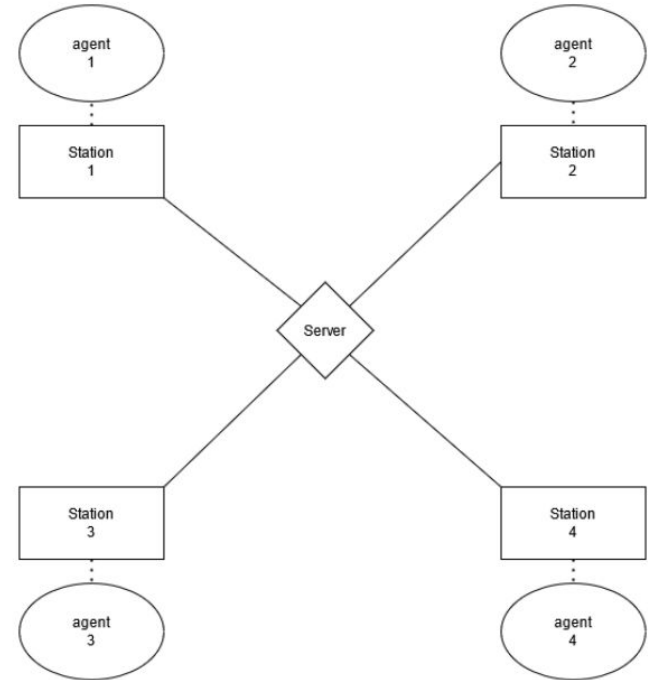 agent
1
agent
2
Station
1
Station
2
Server
Station
3
Station
4
agent
3
agent
4